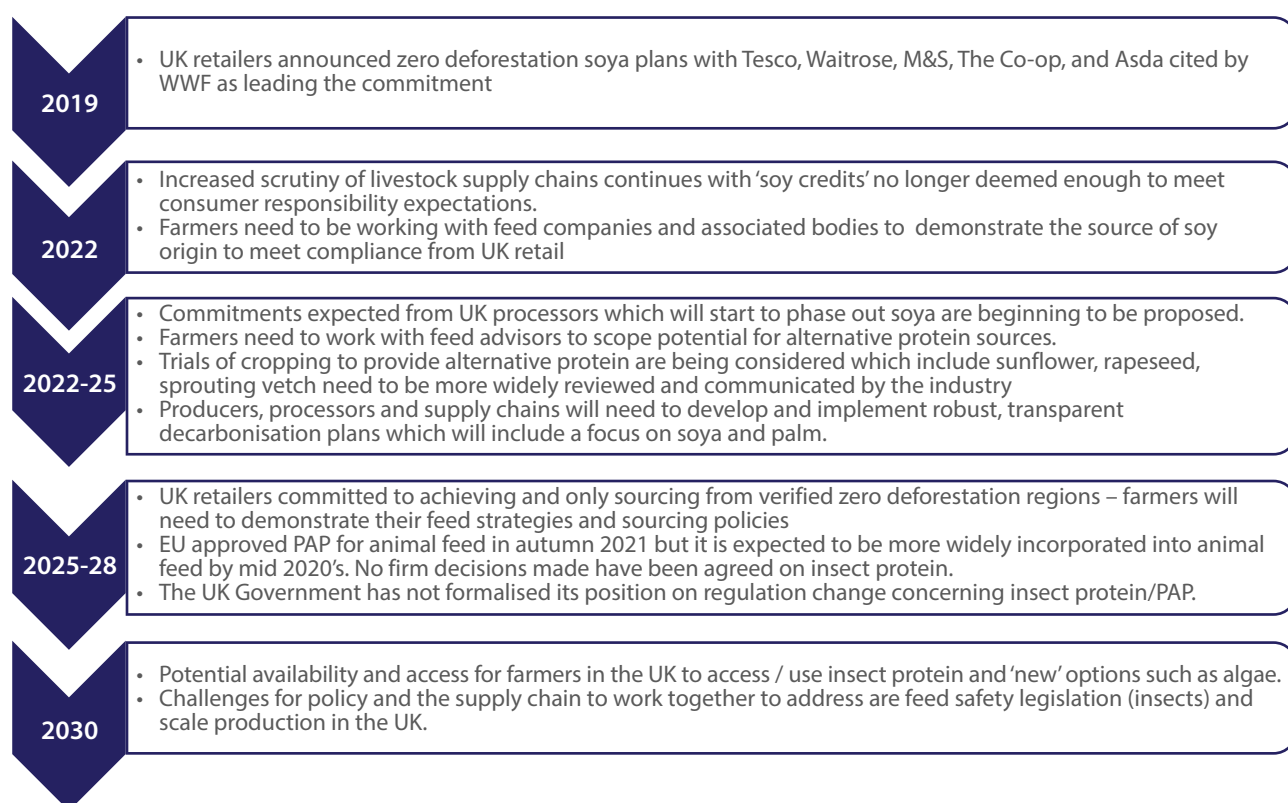 2019
• UK retailers announced zero deforestation soya plans with Tesco, Waitrose, M&S, The Co-op, and Asda cited by
WWF as leading the commitment
2022
• Increased scrutiny of livestock supply chains continues with 'soy credits' no longer deemed enough to meet
consumer responsibility expectations.
• Farmers need to be working with feed companies and associated bodies to demonstrate the source of soy
origin to meet compliance from UK retail
2022-25
• Commitments expected from UK processors which will start to phase out soya are beginning to be proposed.
• Farmers need to work with feed advisors to scope potential for alternative protein sources.
• Trials of cropping to provide alternative protein are being considered which include sunflower, rapeseed,
sprouting vetch need to be more widely reviewed and communicated by the industry
• Producers, processors and supply chains will need to develop and implement robust, transparent
decarbonisation plans which will include a focus on soya and palm.
2025-28
• UK retailers committed to achieving and only sourcing from verified zero deforestation regions – farmers will
need to demonstrate their feed strategies and sourcing policies
• EU approved PAP for animal feed in autumn 2021 but it is expected to be more widely incorporated into animal
feed by mid 2020's. No firm decisions made have been agreed on insect protein.
• The UK Government has not formalised its position on regulation change concerning insect protein/PAP.
2030
• Potential availability and access for farmers in the UK to access / use insect protein and 'new' options such as algae.
• Challenges for policy and the supply chain to work together to address are feed safety legislation (insects) and
scale production in the UK.